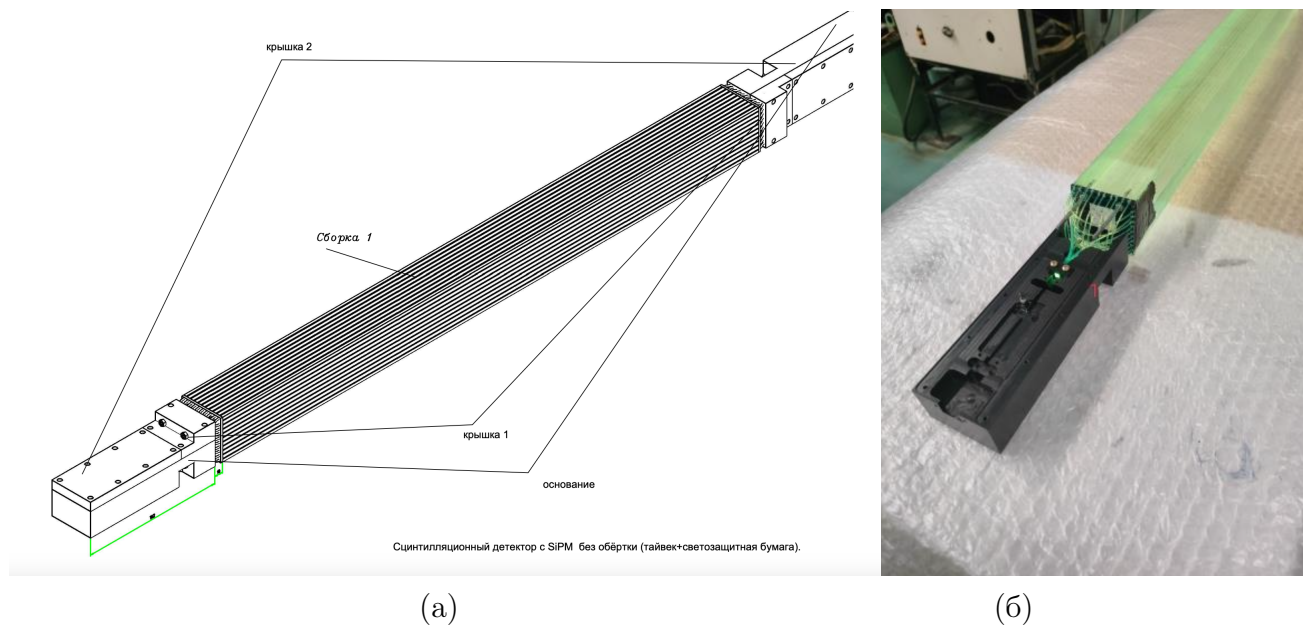 крышка 2
Сборка 1
крышка 1
основание
Сцинтилляционный детектор с SiPM без обёртки (тайвек+светозащитная бумага).
(а)
(б)